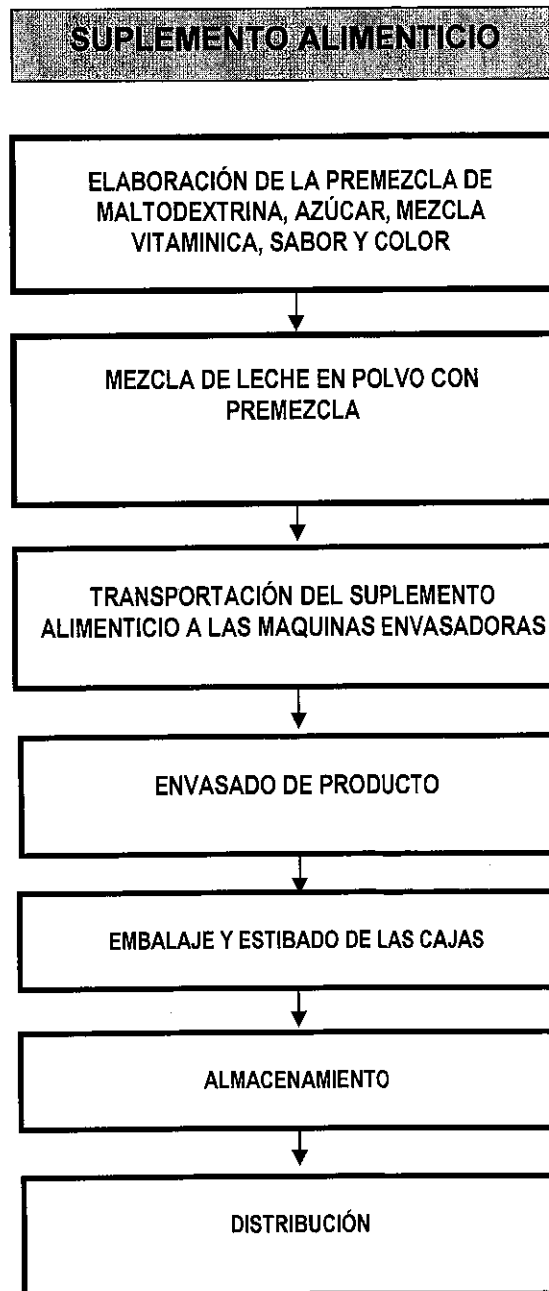 SUPLEMENTO ALIMENTICIO
ELABORACIÓN DE LA PREMEZCLA DE
MALTODEXTRINA, AZÚCAR, MEZCLA
VITAMINICA, SABOR Y COLOR
MEZCLA DE LECHE EN POLVO CON
PREMEZCLA
TRANSPORTACIÓN DEL SUPLEMENTO
ALIMENTICIO A LAS MAQUINAS ENVASADORAS
ENVASADO DE PRODUCTO
EMBALAJE Y ESTIBADO DE LAS CAJAS
ALMACENAMIENTO
DISTRIBUCIÓN